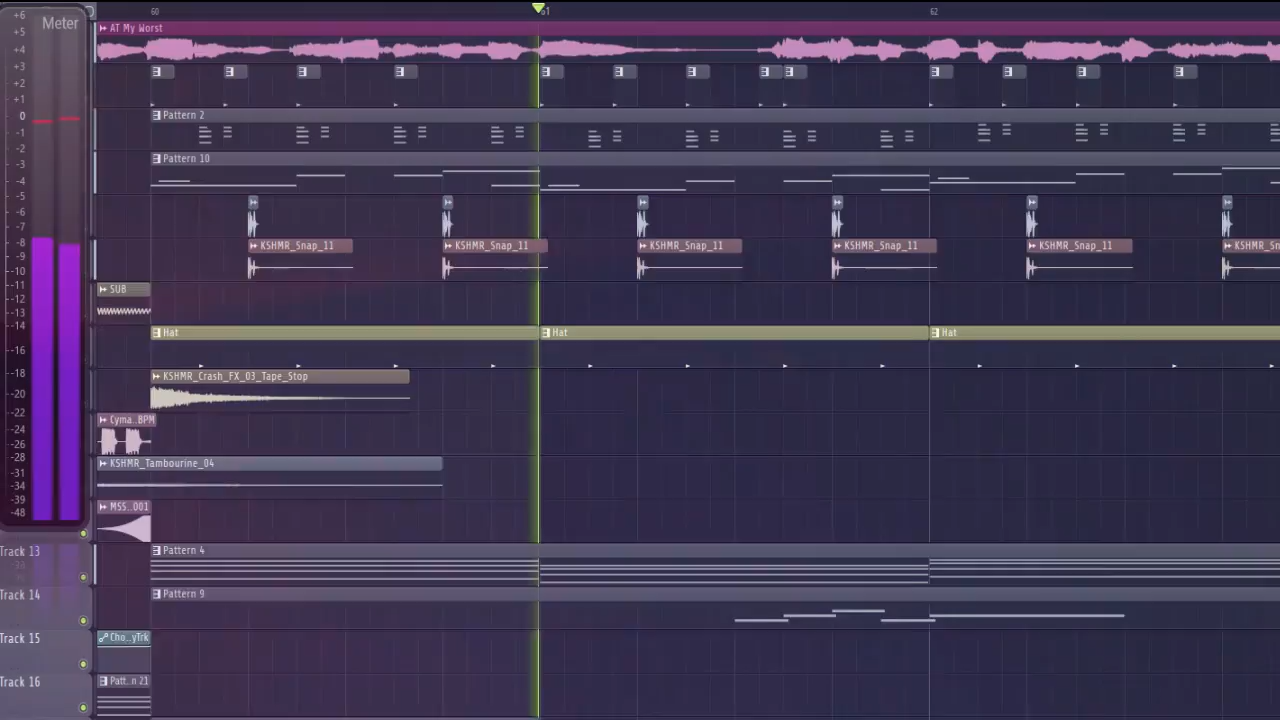 60 61 62
+6 Meter
+5
+4
+3
+2
+1
0
-1
-2
-3
-4
-5
-6
-7
-8
-9
-10
-11
-12
-13
-14
-16
-18
-20
-22
-24
-26
-28
-31
-34
-39
-48
AT My Worst
Pattern 2
Pattern 10
KSHMR_Snap_11 KSHMR_Snap_11 KSHMR_Snap_11 KSHMR_Snap_11 KSHMR_Snap_11 KSHMR_Sn
SUB
Hat Hat Hat
KSHMR_Crash_FX_03_Tape_Stop
Cyma..BPM
KSHMR_Tambourine_04
MSS..001
Track 13 Pattern 4
Track 14 Pattern 9
Track 15 Cho..yTrk
Track 16 Patt..n 21